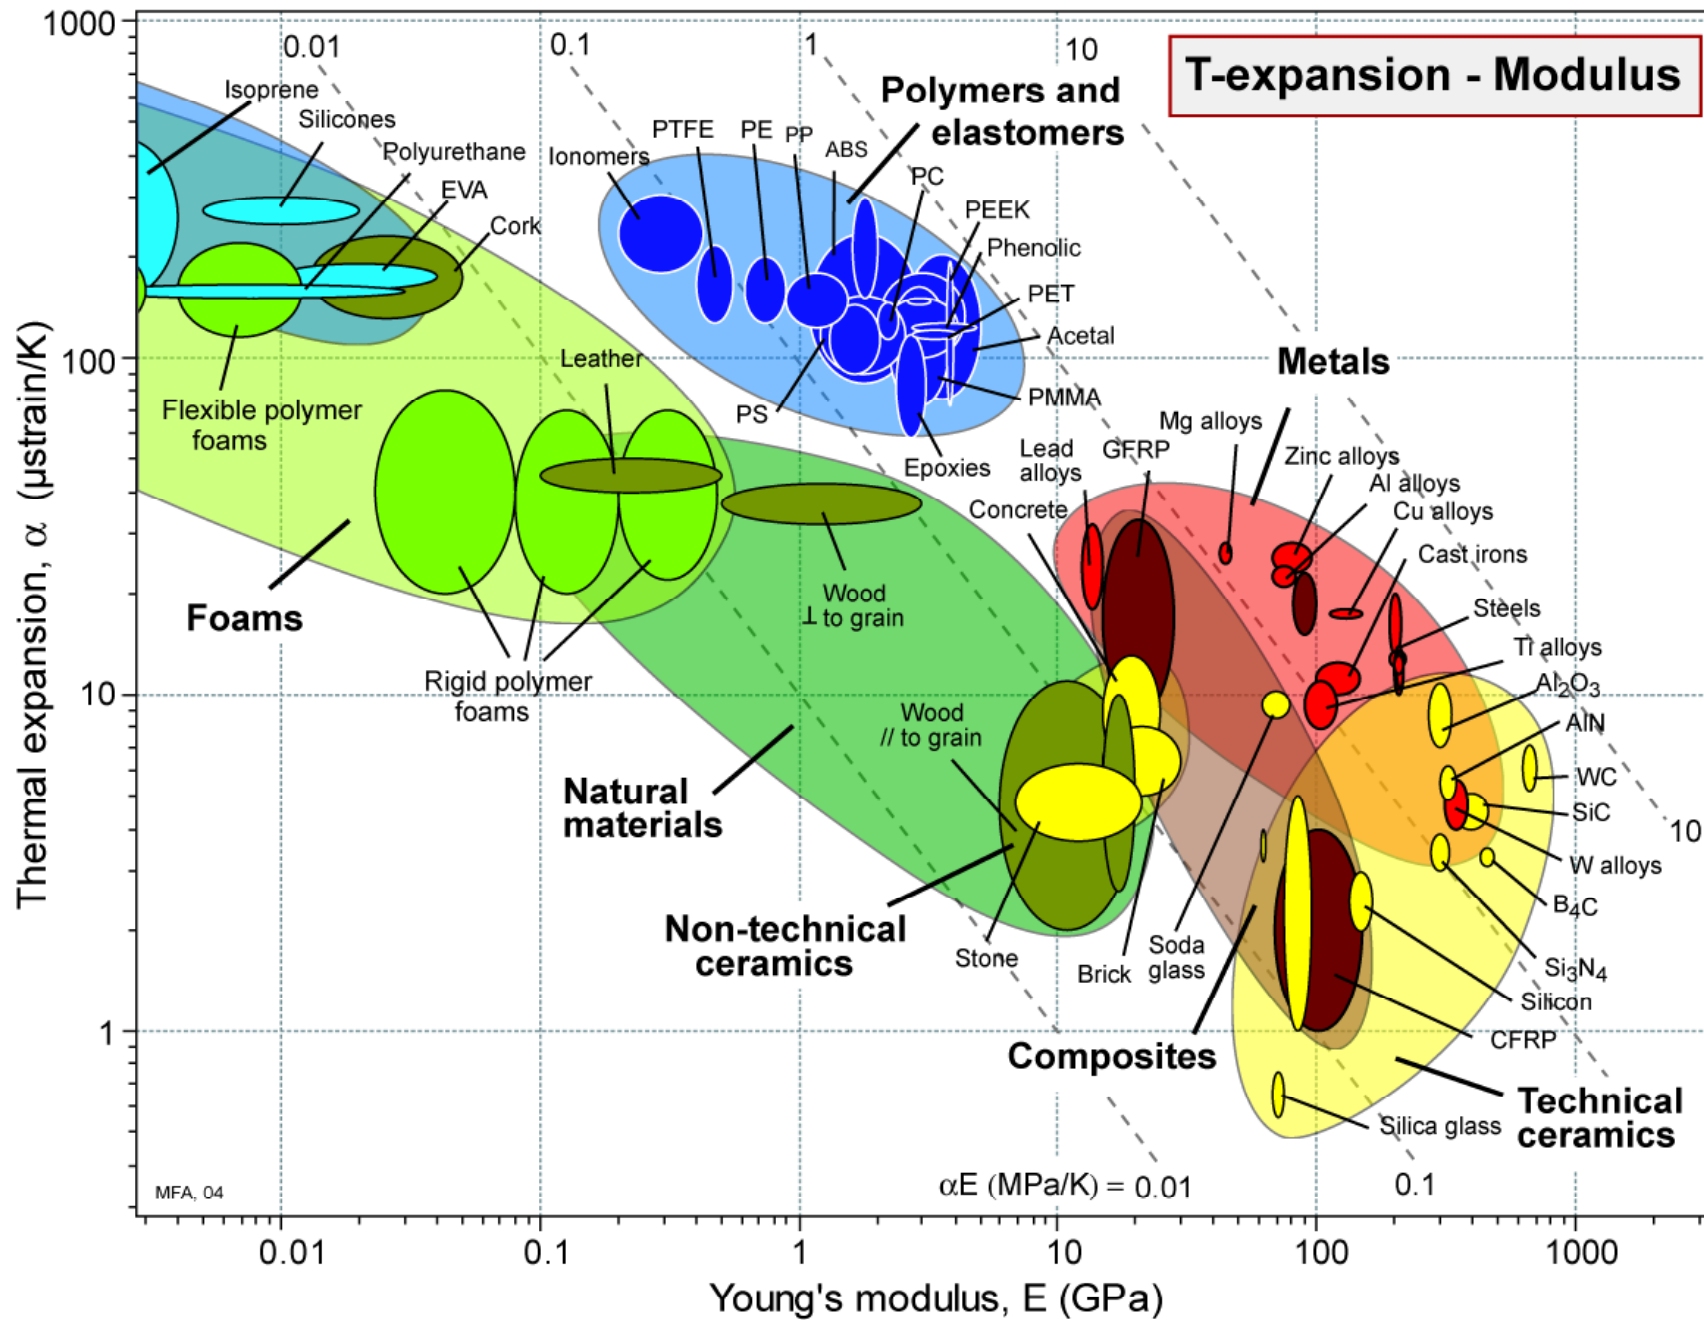 1000
0.01
0.1
1
10
T-expansion - Modulus
Isoprene
Silicones
Polyurethane
EVA
Cork
Ionomers
PTFE
PE
PP
ABS
Polymers and
elastomers
PC
PEEK
Phenolic
PET
Acetal
PMMA
Epoxies
PS
100
Leather
Flexible polymer
foams
Metals
Mg alloys
Lead
alloys
GFRP
Zinc alloys
Al alloys
Cu alloys
Cast irons
Concrete
Steels
Ti alloys
Al2O3
AlN
WC
SiC
W alloys
B4C
Si3N4
Silicon
CFRP
Foams
Wood
⊥ to grain
Rigid polymer
foams
10
Wood
// to grain
Natural
materials
Non-technical
ceramics
Stone
Brick
Soda
glass
10
1
Composites
Technical
ceramics
Silica glass
MFA, 04
αE (MPa/K) = 0.01
0.1
0.01
0.1
1
10
100
1000
Young's modulus, E (GPa)
Thermal expansion, α (µstrain/K)